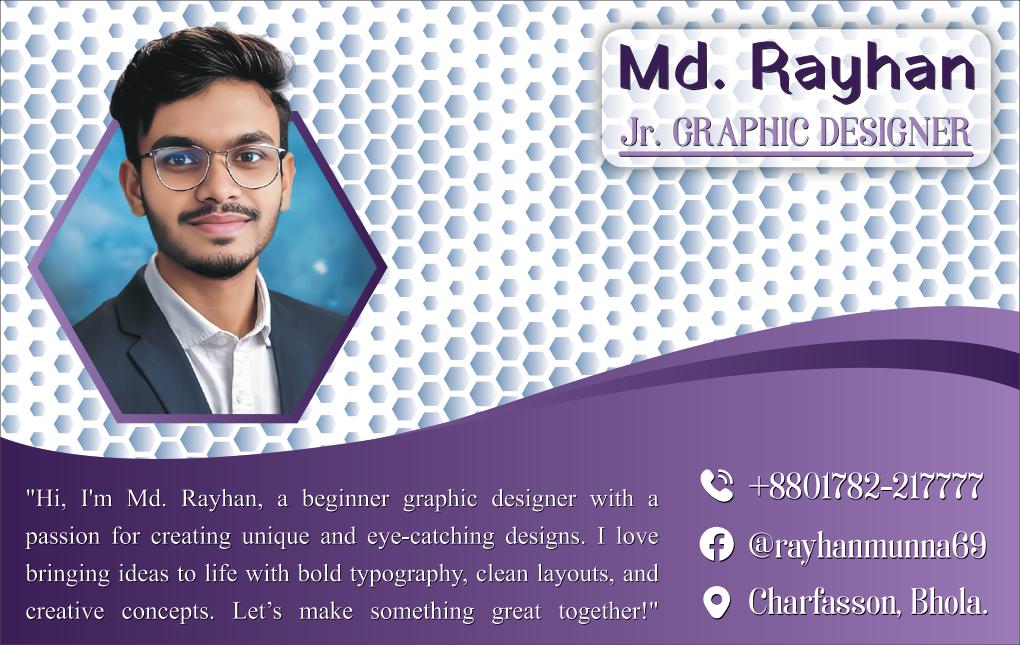 Md. Rayhan
Jr. GRAPHIC DESIGNER
"Hi, I'm Md. Rayhan, a beginner graphic designer with a
passion for creating unique and eye-catching designs. I love
bringing ideas to life with bold typography, clean layouts, and
creative concepts. Let’s make something great together!"
+8801782-217777
@rayhanmunna69
Charfasson, Bhola.